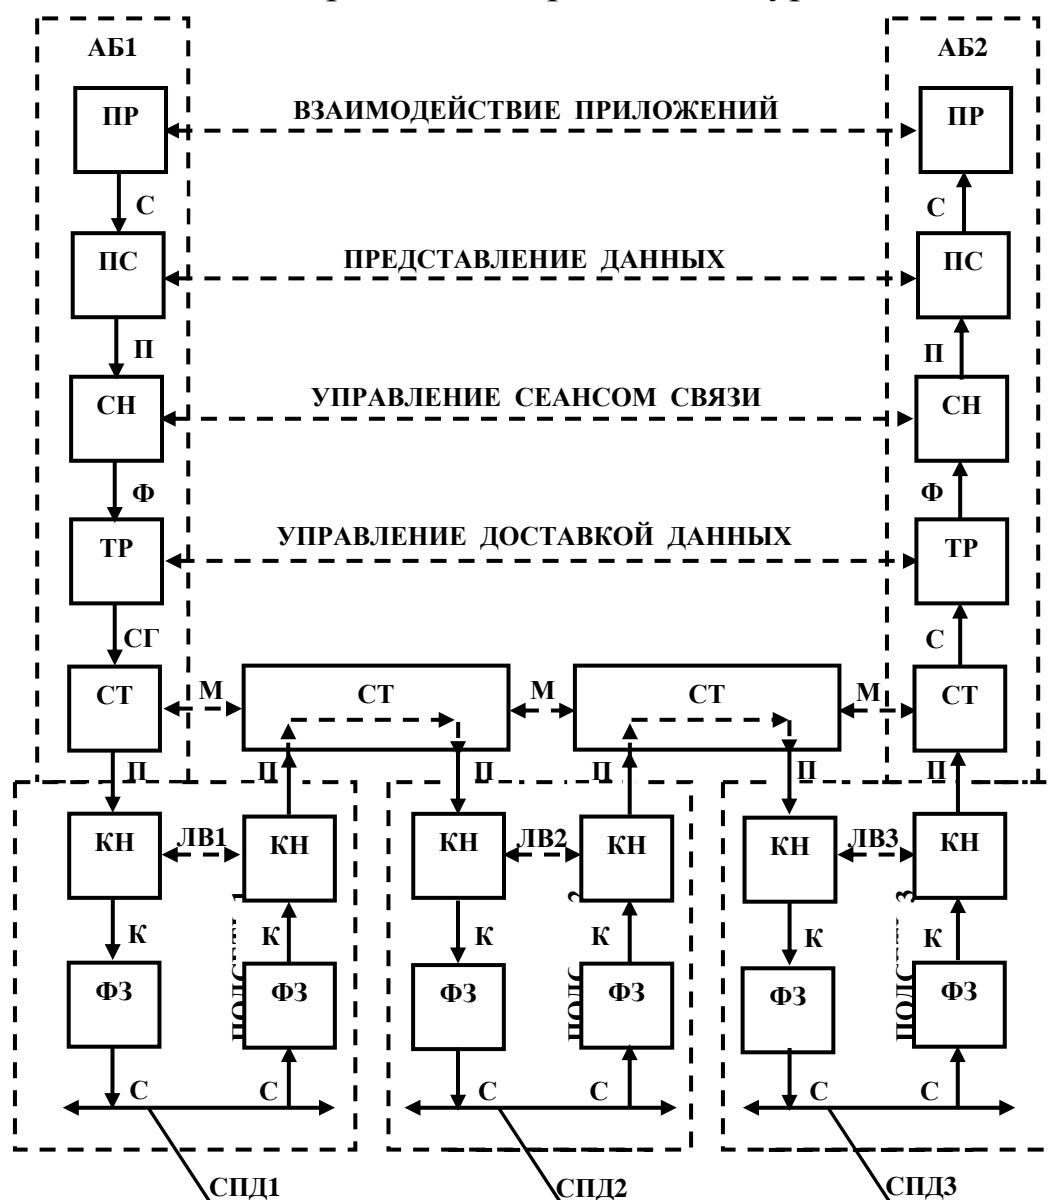 АБ1
АБ2
ПР
ВЗАИМОДЕЙСТВИЕ ПРИЛОЖЕНИЙ
ПР
С
С
ПС
ПРЕДСТАВЛЕНИЕ ДАННЫХ
ПС
П
П
СН
УПРАВЛЕНИЕ СЕАНСОМ СВЯЗИ
СН
Ф
Ф
ТР
УПРАВЛЕНИЕ ДОСТАВКОЙ ДАННЫХ
ТР
СГ
С
СТ
М
СТ
М
СТ
М
СТ
П
П
П
П
П
П
КН
ЛВ1
КН
КН
ЛВ2
КН
КН
ЛВ3
КН
К
К
К
К
К
К
ФЗ
ФЗ
ФЗ
ФЗ
ФЗ
ФЗ
С
С
С
С
С
С
СПД1
СПД2
СПД3